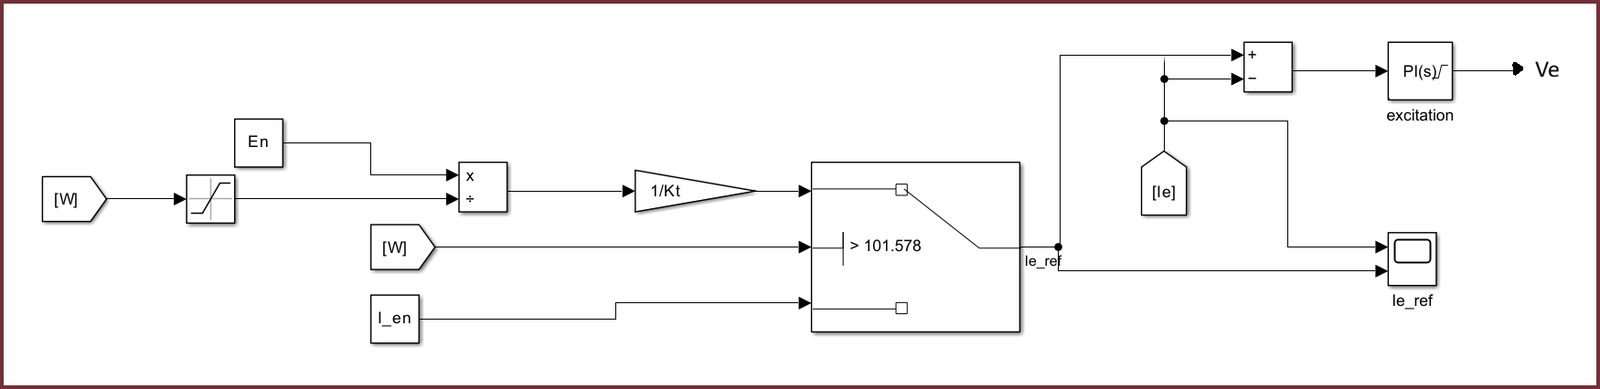 +
−
PI(s)
Ve
excitation
En
[W]
x
÷
1/Kt
[Ie]
[W]
> 101.578
Ie_ref
I_en
Ie_ref